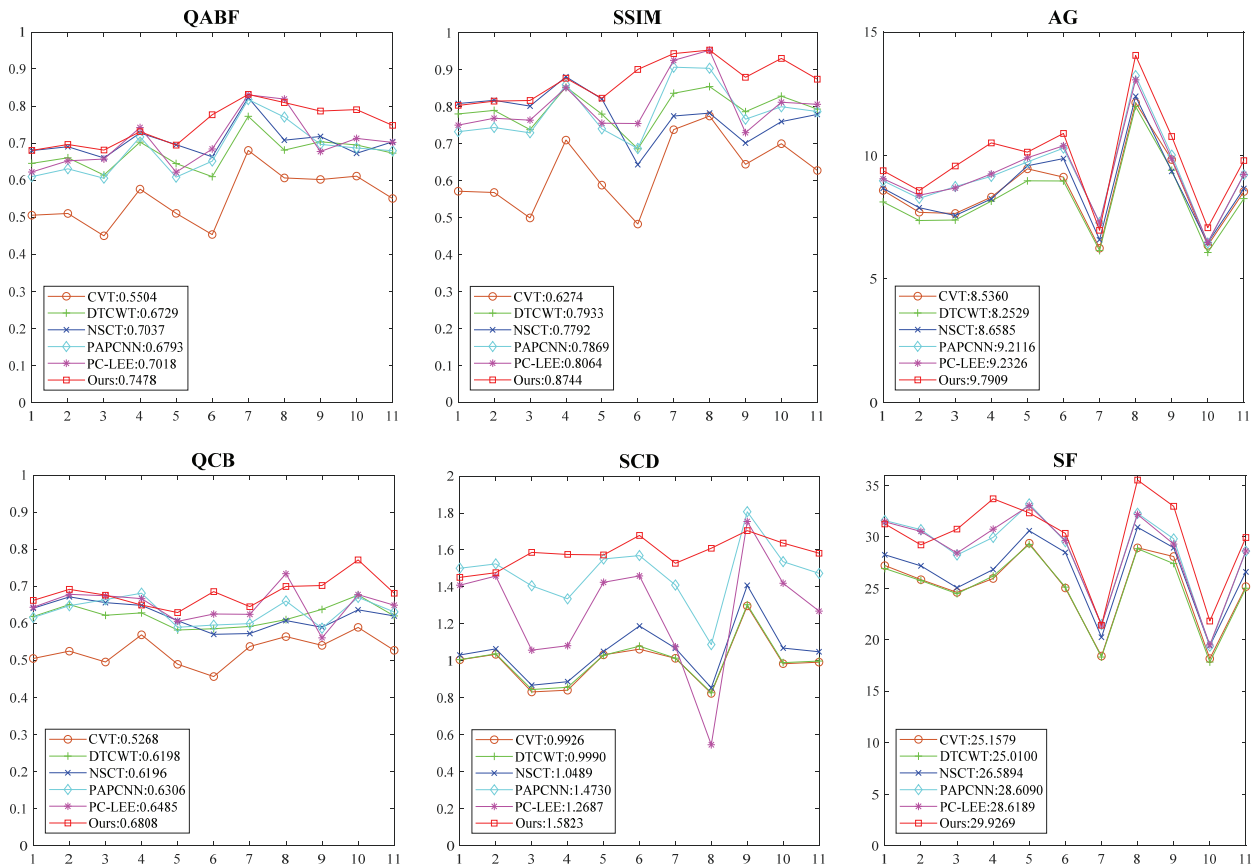 QABF
1
0.9
0.8
0.7
0.6
0.5
0.4
0.3
0.2
0.1
0
CVT:0.5504
DTCWT:0.6729
NSCT:0.7037
PAPCNN:0.6793
PC-LEE:0.7018
Ours:0.7478
1 2 3 4 5 6 7 8 9 10 11
SSIM
1
0.9
0.8
0.7
0.6
0.5
0.4
0.3
0.2
0.1
0
CVT:0.6274
DTCWT:0.7933
NSCT:0.7792
PAPCNN:0.7869
PC-LEE:0.8064
Ours:0.8744
1 2 3 4 5 6 7 8 9 10 11
AG
15
10
5
0
CVT:8.5360
DTCWT:8.2529
NSCT:8.6585
PAPCNN:9.2116
PC-LEE:9.2326
Ours:9.7909
1 2 3 4 5 6 7 8 9 10 11
QCB
1
0.9
0.8
0.7
0.6
0.5
0.4
0.3
0.2
0.1
0
CVT:0.5268
DTCWT:0.6198
NSCT:0.6196
PAPCNN:0.6306
PC-LEE:0.6485
Ours:0.6808
1 2 3 4 5 6 7 8 9 10 11
SCD
2
1.8
1.6
1.4
1.2
1
0.8
0.6
0.4
0.2
0
CVT:0.9926
DTCWT:0.9990
NSCT:1.0489
PAPCNN:1.4730
PC-LEE:1.2687
Ours:1.5823
1 2 3 4 5 6 7 8 9 10 11
SF
35
30
25
20
15
10
5
0
CVT:25.1579
DTCWT:25.0100
NSCT:26.5894
PAPCNN:28.6090
PC-LEE:28.6189
Ours:29.9269
1 2 3 4 5 6 7 8 9 10 11